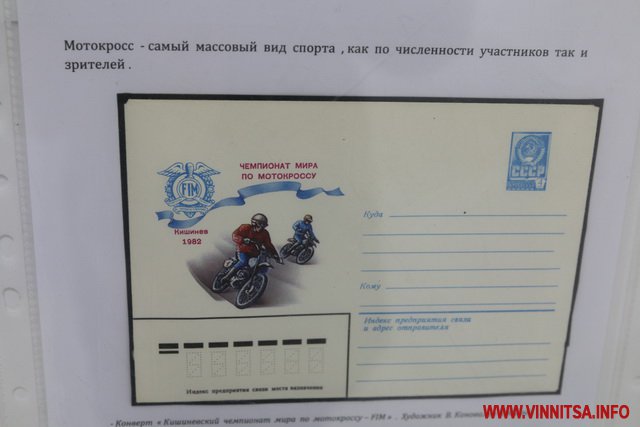 Мотокросс - самый массовый вид спорта , как по численности участников так и
зрителей .
ЧЕМПИОНАТ МИРА
ПО МОТОКРОССУ
FIM
Кишинев
1982
СССР
Куда
Кому
Индекс предприятия связи
и адрес отправителя
Индекс предприятия связи места назначения
- Конверт « Кишиневский чемпионат мира по мотокроссу – FIM» . Художник В.
WWW.VINNITSA.INFO